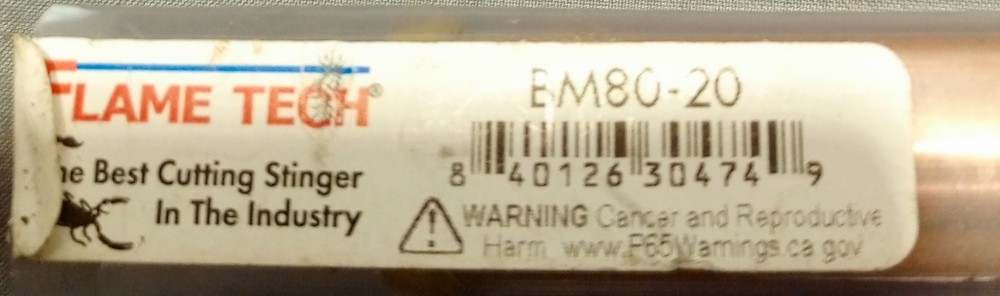 FLAME TECH®
The Best Cutting Stinger
In The Industry
BM80-20
8 40126 30474 9
WARNING Cancer and Reproductive
Harm www.P65Warnings.ca.gov